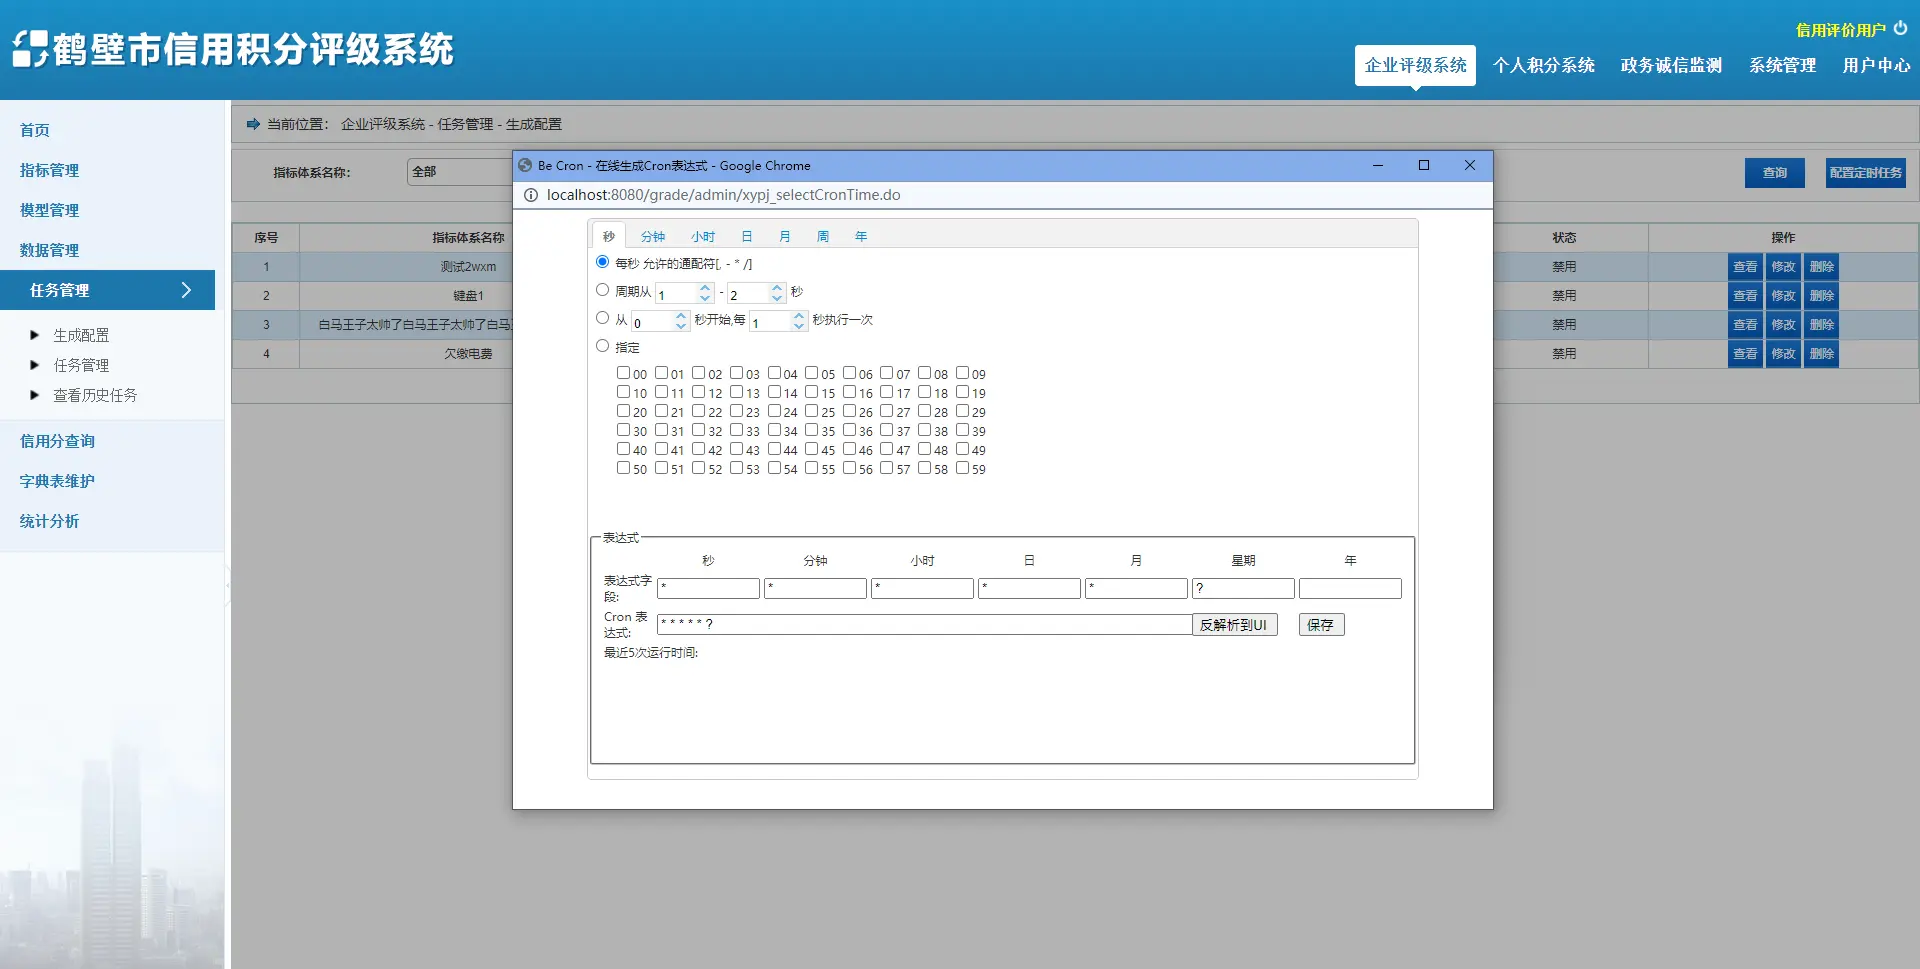 鹤壁市信用积分评级系统
信用评价用户
企业评级系统 个人积分系统 政务诚信监测 系统管理 用户中心
首页
指标管理
模型管理
数据管理
任务管理
生成配置
任务管理
查看历史任务
信用分查询
字典表维护
统计分析
当前位置： 企业评级系统 - 任务管理 - 生成配置
指标体系名称： 全部 查询 配置定时任务
序号 指标体系名称 状态 操作
1 测试2wxm 禁用 查看 修改 删除
2 键盘1 禁用 查看 修改 删除
3 白马王子太帅了白马王子太帅了白马 禁用 查看 修改 删除
4 欠缴电费 禁用 查看 修改 删除
Be Cron - 在线生成Cron表达式 - Google Chrome
localhost:8080/grade/admin/xypj_selectCronTime.do
秒 分钟 小时 日 月 周 年
每秒 允许的通配符[, - * /]
周期从 1 - 2 秒
从 0 秒开始,每 1 秒执行一次
指定
00 01 02 03 04 05 06 07 08 09
10 11 12 13 14 15 16 17 18 19
20 21 22 23 24 25 26 27 28 29
30 31 32 33 34 35 36 37 38 39
40 41 42 43 44 45 46 47 48 49
50 51 52 53 54 55 56 57 58 59
表达式
秒 分钟 小时 日 月 星期 年
表达式字段: * * * * * ?
Cron 表达式: * * * * * ? 反解析到UI 保存
最近5次运行时间: